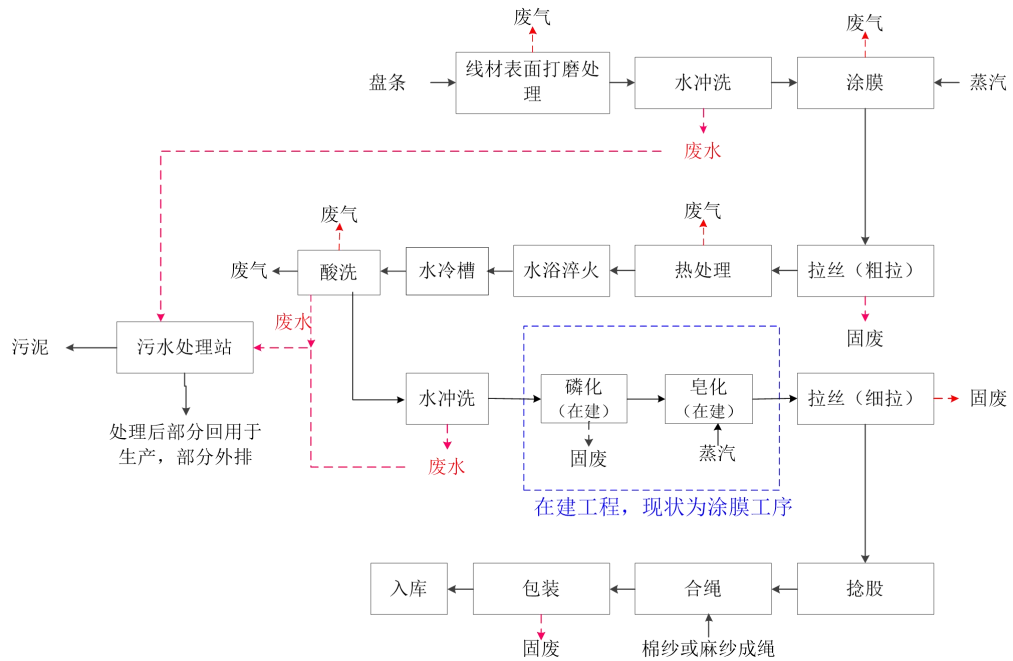 废气
废气
盘条
线材表面打磨处
理
水冲洗
涂膜
蒸汽
废水
废气
废气
废气
酸洗
水冷槽
水浴淬火
热处理
拉丝（粗拉）
废水
固废
污泥
污水处理站
水冲洗
磷化
（在建）
皂化
（在建）
拉丝（细拉）
固废
处理后部分回用于
生产，部分外排
废水
固废
蒸汽
在建工程，现状为涂膜工序
入库
包装
合绳
捻股
固废
棉纱或麻纱成绳